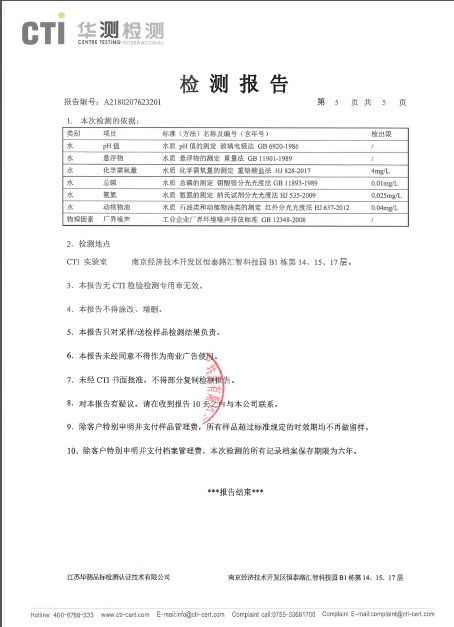 CTI 华测检测
CENTRE TESTING INTERNATIONAL
检测报告
报告编号: A2180207623201 第 5 页 共 5 页
1. 本次检测的依据:
类别 项目 标准（方法）名称及编号（含年号） 检出限
水 pH 值 水质 pH 值的测定 玻璃电极法 GB 6920-1986 /
水 悬浮物 水质 悬浮物的测定 重量法 GB 11901-1989 /
水 化学需氧量 水质 化学需氧量的测定 重铬酸盐法 HJ 828-2017 4mg/L
水 总磷 水质 总磷的测定 钼酸铵分光光度法 GB 11893-1989 0.01mg/L
水 氨氮 水质 氨氮的测定 纳氏试剂分光光度法 HJ 535-2009 0.025mg/L
水 动植物油 水质 石油类和动植物油类的测定 红外分光光度法 HJ 637-2012 0.04mg/L
物理因素 厂界噪声 工业企业厂界环境噪声排放标准 GB 12348-2008 /
2. 检测地点
CTI 实验室 南京经济技术开发区恒泰路汇智科技园 B1 栋第 14、15、17 层。
3. 本报告无 CTI 检验检测专用章无效。
4. 本报告不得涂改、增删。
5. 本报告只对采样/送检样品检测结果负责。
6. 本报告未经同意不得作为商业广告使用。
7. 未经 CTI 书面批准，不得部分复制检测报告。
8. 对本报告有疑议，请在收到报告 10 天之内与本公司联系。
9. 除客户特别申明并支付样品管理费，所有样品超过标准规定的时效期均不再做留样。
10. 除客户特别申明并支付档案管理费，本次检测的所有记录档案保存期限为六年。
***报告结束***
江苏华测品标检测认证技术有限公司 南京经济技术开发区恒泰路汇智科技园 B1 栋第 14、15、17 层
Hotline: 400-6788-333 www.cti-cert.com E-mail:info@cti-cert.com Complaint call:0755-33681700 Complaint E-mail:complaint@cti-cert.com